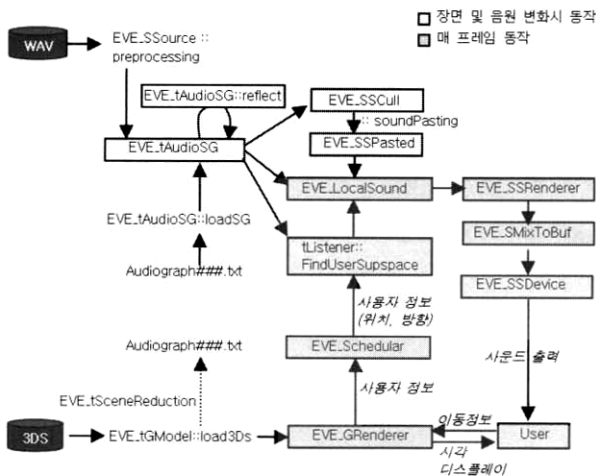 □ 장면 및 음원 변화시 동작
□ 매 프레임 동작
WAV
EVE_SSource ::
preprocessing
EVE_tAudioSG::reflect
EVE_SSCull
:: soundPasting
EVE_tAudioSG
EVE_SSPasted
EVE_LocalSound
EVE_SSRenderer
EVE_tAudioSG::loadSG
tListener::
FindUserSupspace
EVE_SMixToBuf
Audiograph###.txt
EVE_SSDevice
사용자 정보
(위치, 방향)
Audiograph###.txt
EVE_Schedular
사운드 출력
EVE_tSceneReduction
사용자 정보
이동정보
3DS
EVE_tGModel::load3Ds
EVE_GRenderer
User
시각
디스플레이